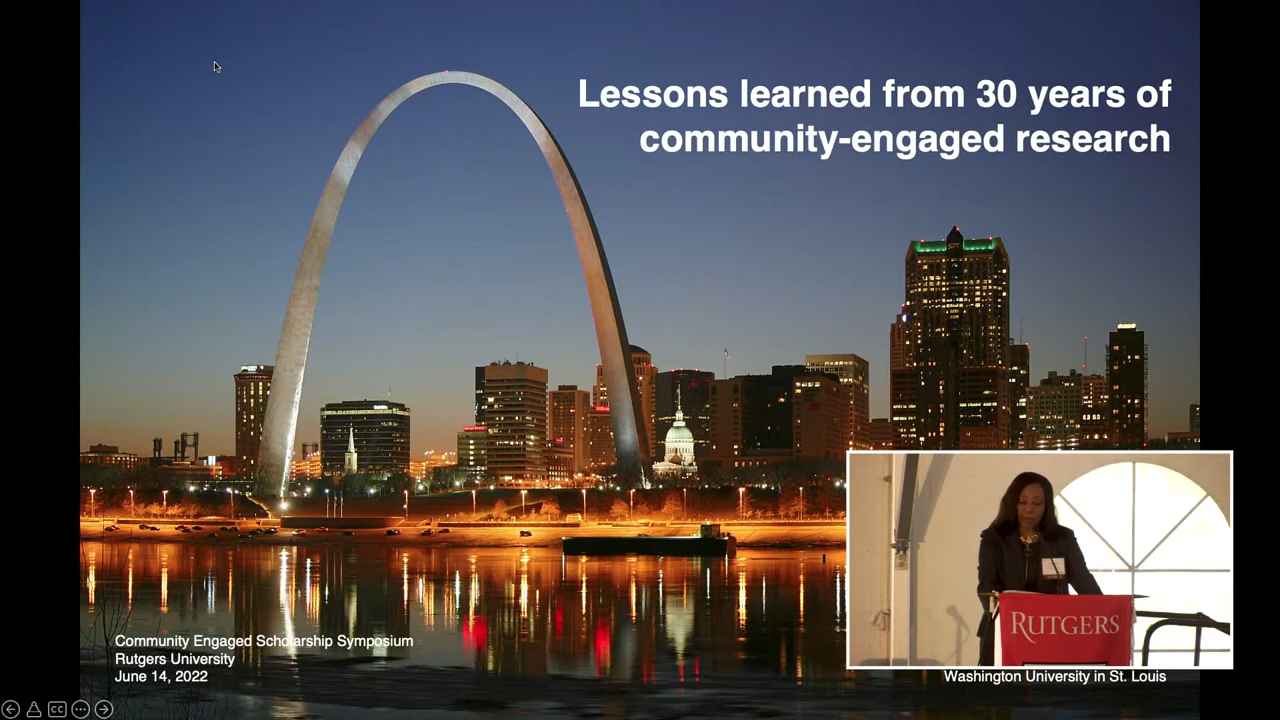 Lessons learned from 30 years of
community-engaged research
Community Engaged Scholarship Symposium
Rutgers University
June 14, 2022
RUTGERS
Washington University in St. Louis
CC